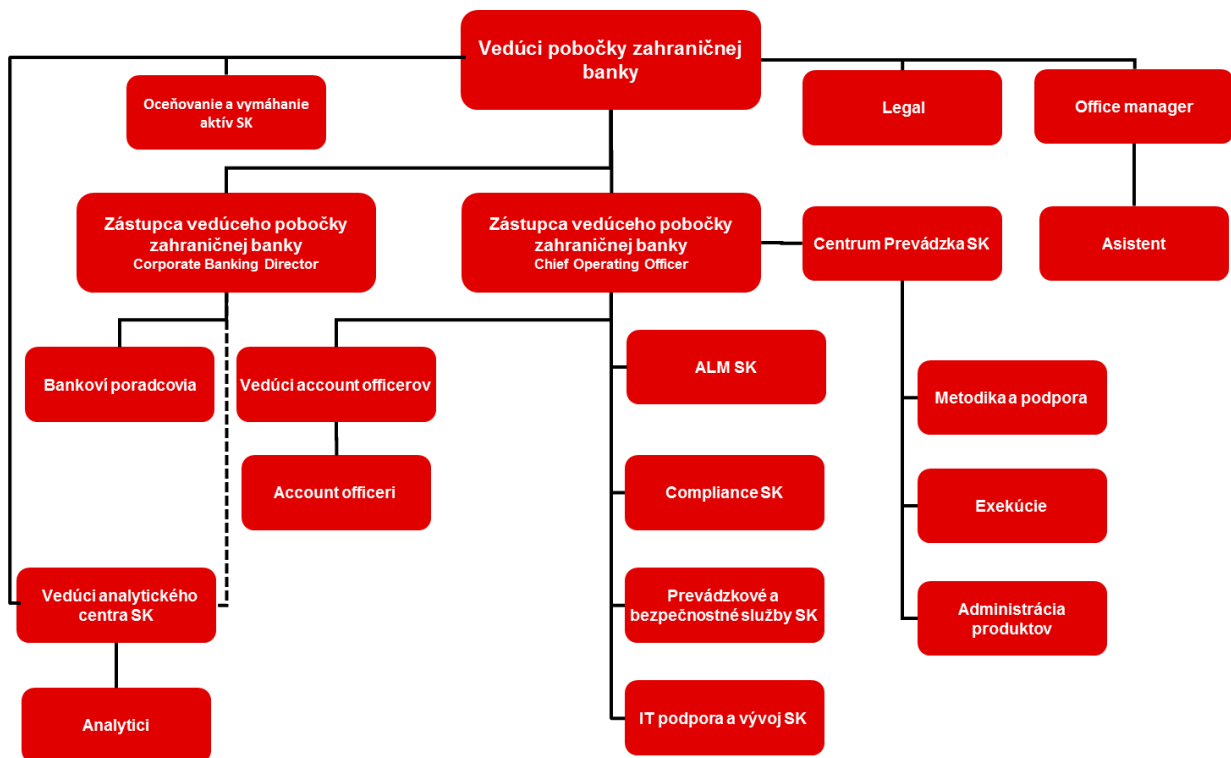 Vedúci pobočky zahraničnej
banky
Oceňovanie a vymáhanie
aktív SK
Legal
Office manager
Zástupca vedúceho pobočky
zahraničnej banky
Corporate Banking Director
Zástupca vedúceho pobočky
zahraničnej banky
Chief Operating Officer
Centrum Prevádzka SK
Asistent
Bankoví poradcovia
Vedúci account officerov
ALM SK
Metodika a podpora
Account officeri
Compliance SK
Exekúcie
Vedúci analytického
centra SK
Prevádzkové a
bezpečnostné služby SK
Administrácia
produktov
Analytici
IT podpora a vývoj SK